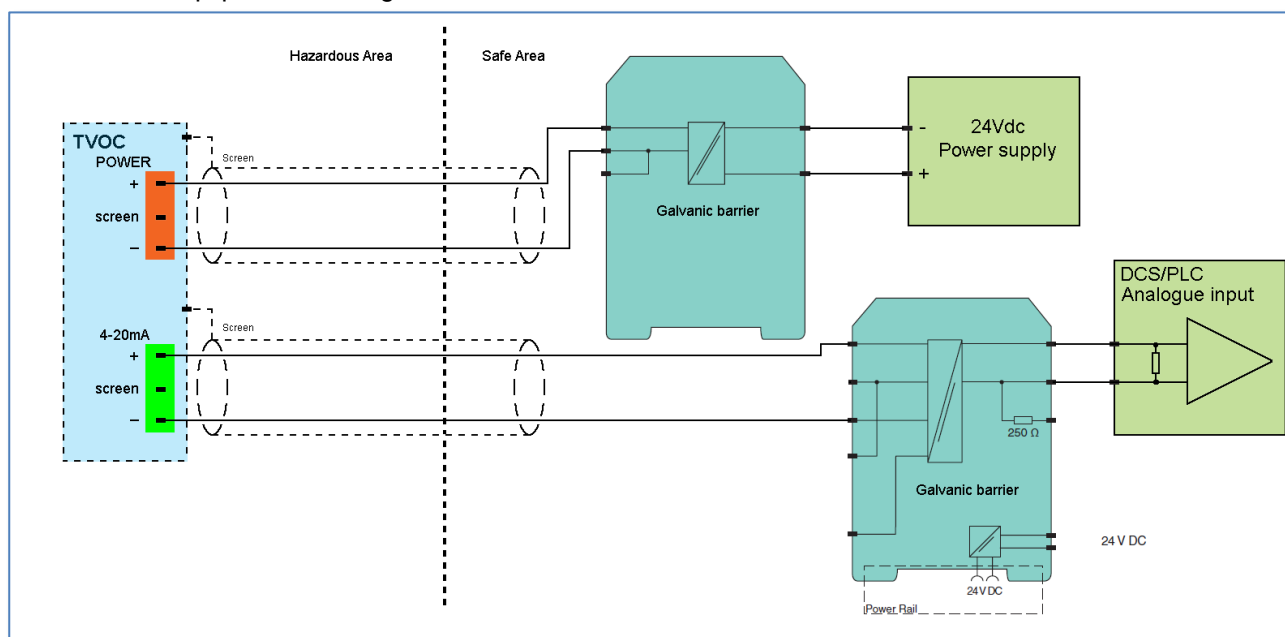 Hazardous Area
Safe Area
TVOC
POWER
+
screen
−
Screen
4-20mA
+
screen
−
Screen
Galvanic barrier
-
24Vdc
Power supply
+
DCS/PLC
Analogue input
250 Ω
Galvanic barrier
24 V DC
24 V DC
Power Rail